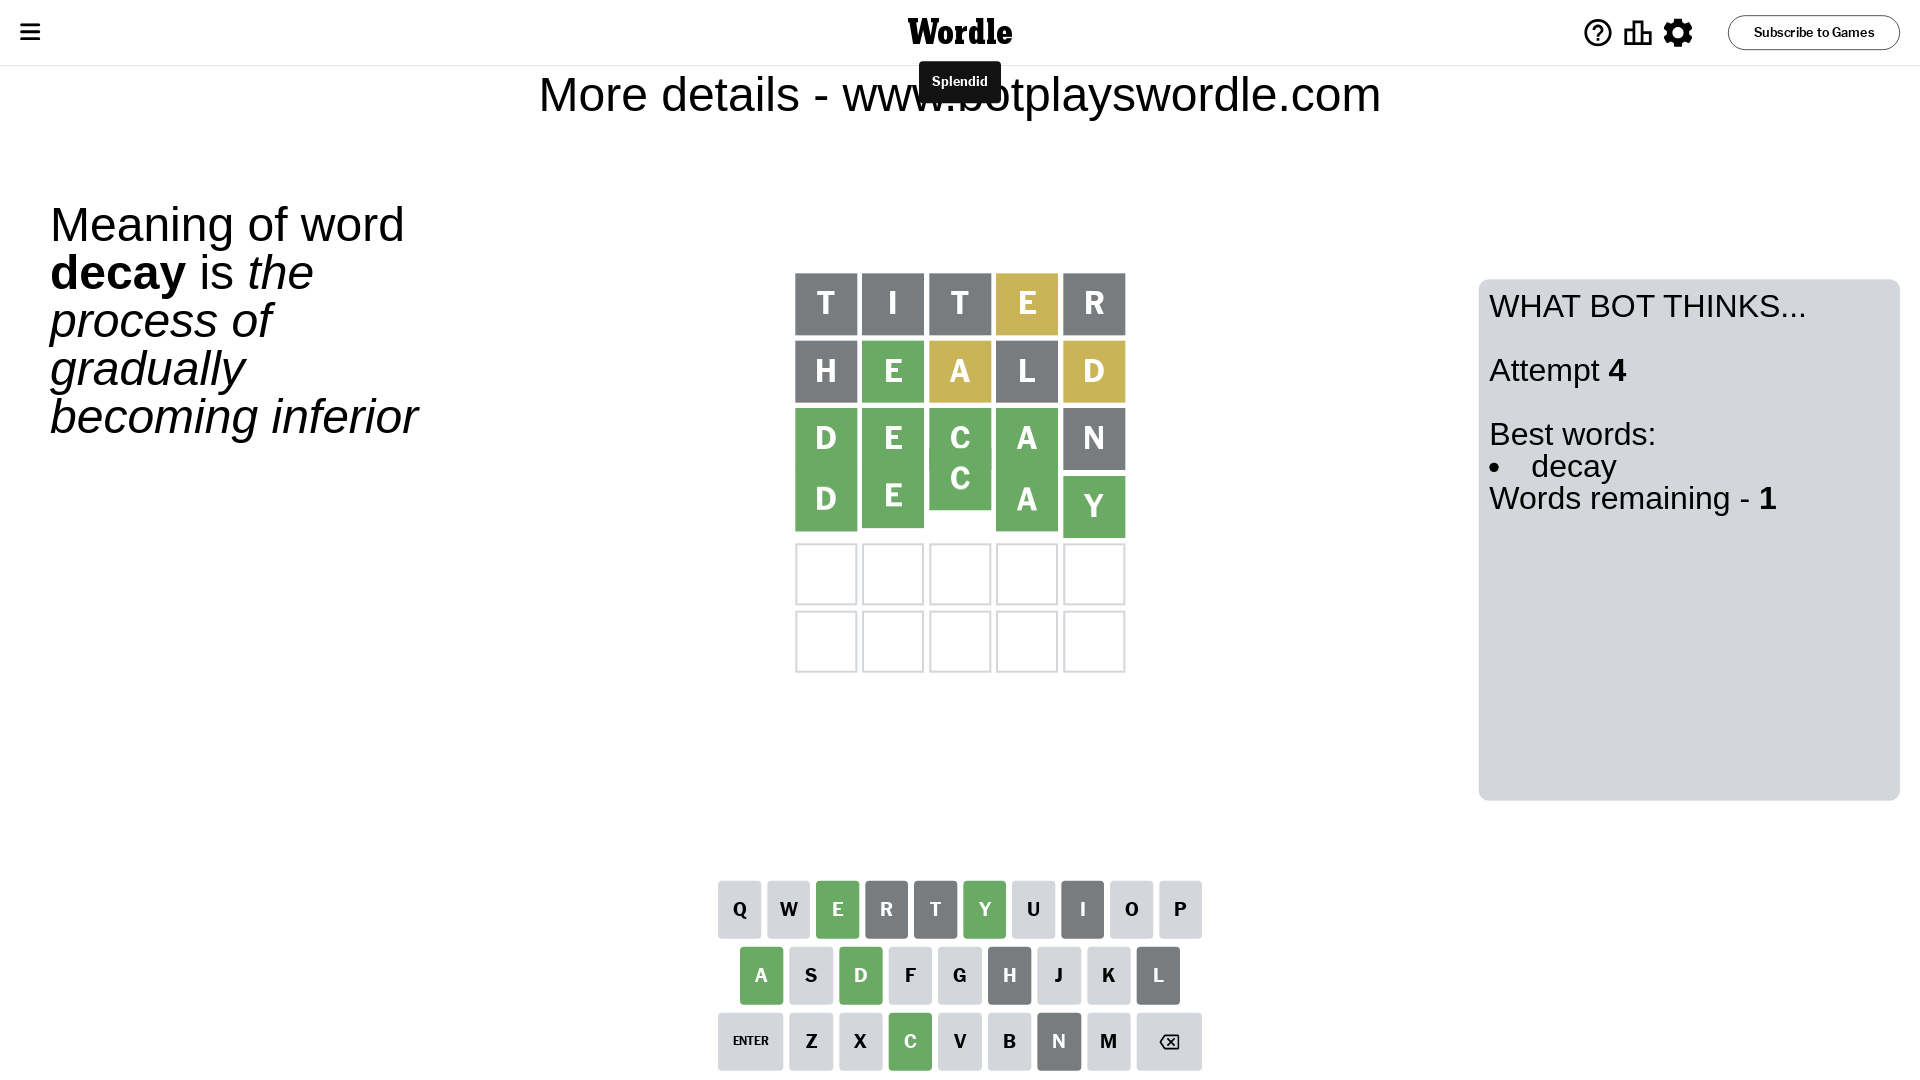 Wordle
Subscribe to Games
Splendid
More details - www.botplayswordle.com
Meaning of word
decay is the
process of
gradually
becoming inferior
T I T E R
H E A L D
D E C A N
D E C A Y
WHAT BOT THINKS...
Attempt 4
Best words:
• decay
Words remaining - 1
Q W E R T Y U I O P
A S D F G H J K L
ENTER Z X C V B N M